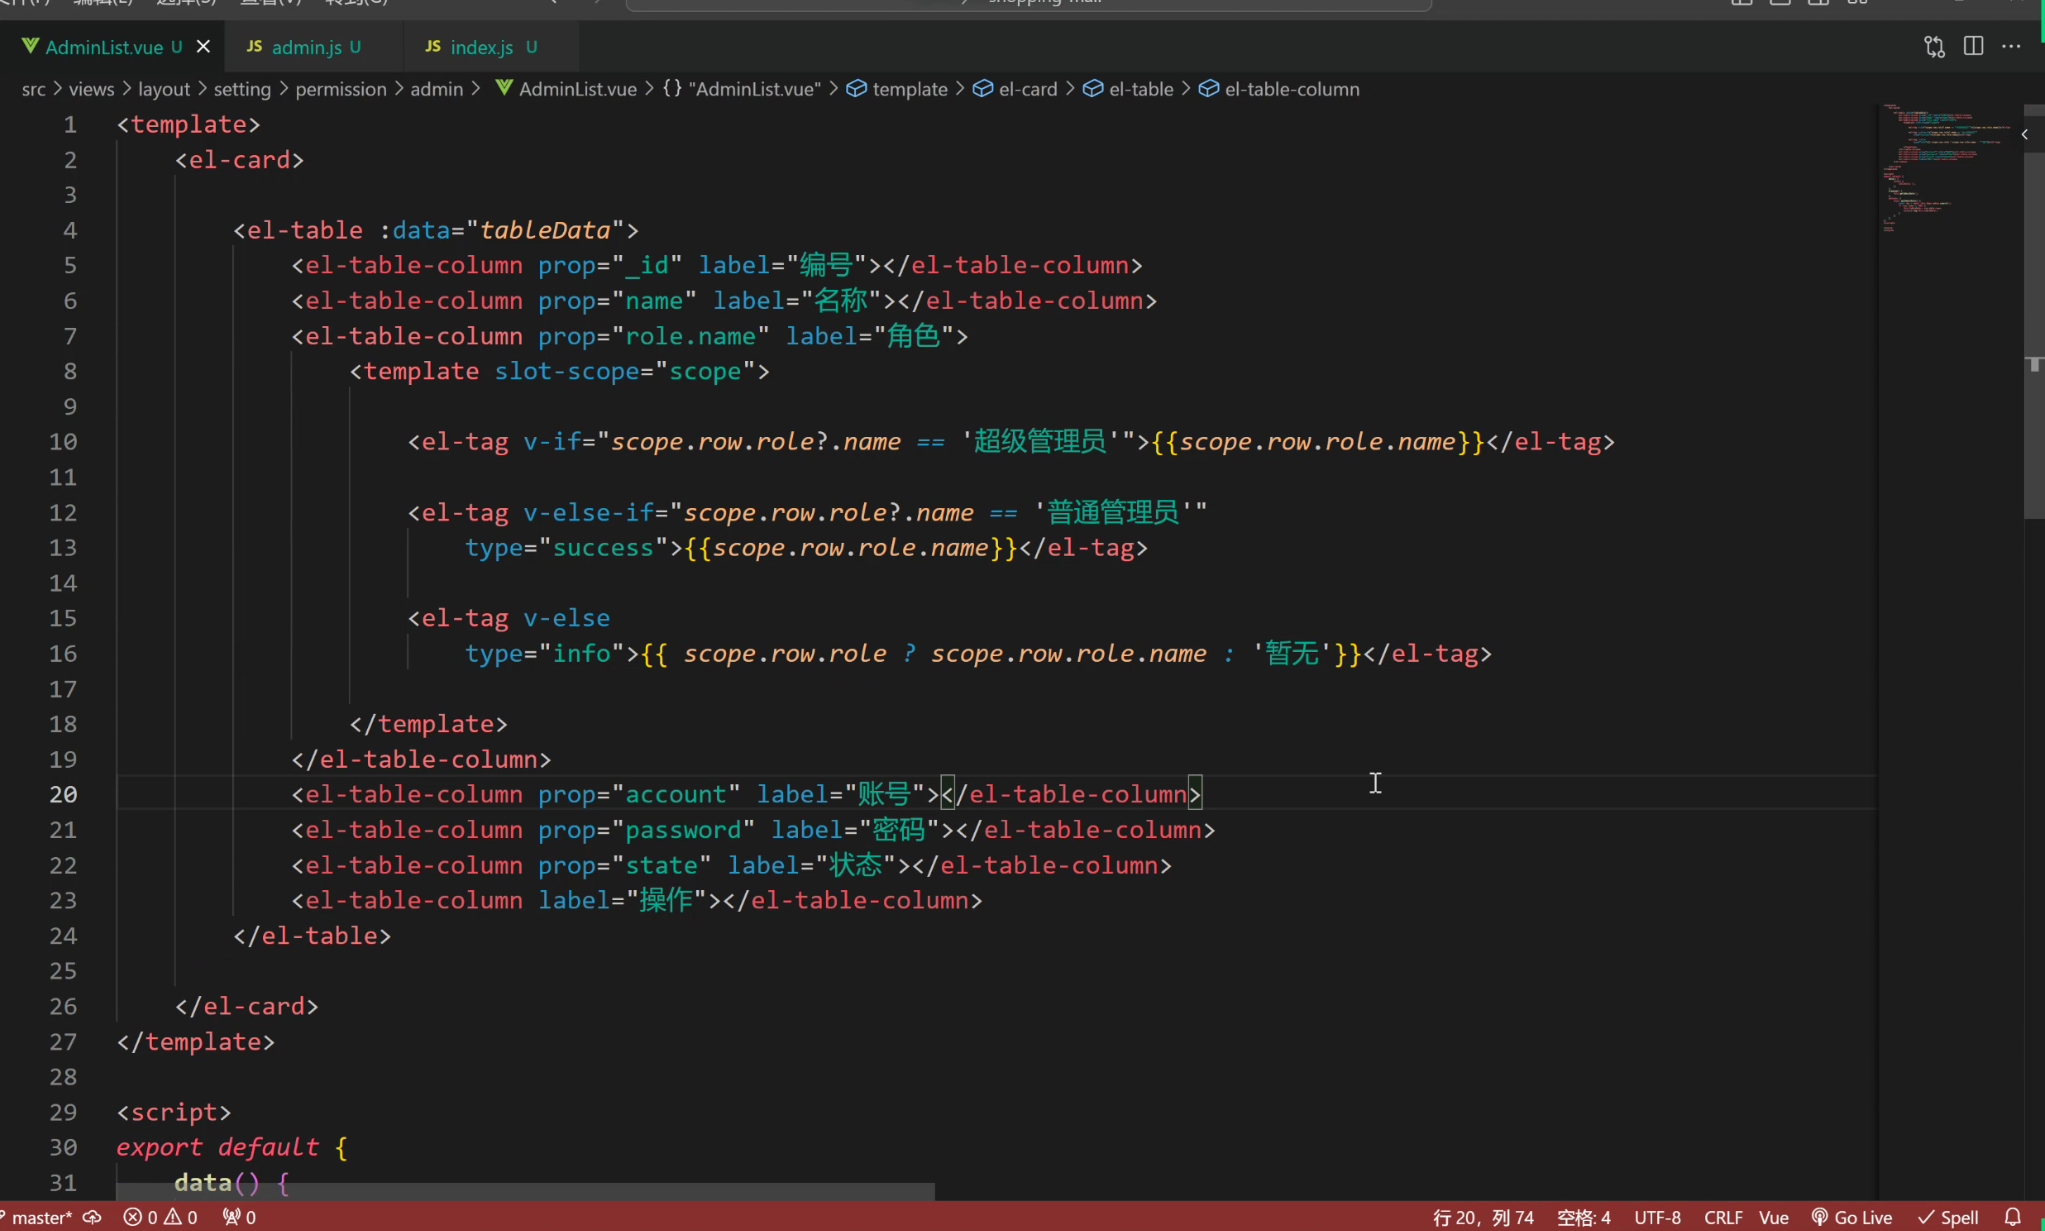 AdminList.vue U
JS admin.js U
JS index.js U
src > views > layout > setting > permission > admin > AdminList.vue > {} "AdminList.vue" > template > el-card > el-table > el-table-column
1 <template>
2 <el-card>
3
4 <el-table :data="tableData">
5 <el-table-column prop="_id" label="编号"></el-table-column>
6 <el-table-column prop="name" label="名称"></el-table-column>
7 <el-table-column prop="role.name" label="角色">
8 <template slot-scope="scope">
9
10 <el-tag v-if="scope.row.role?.name == '超级管理员'">{{scope.row.role.name}}</el-tag>
11
12 <el-tag v-else-if="scope.row.role?.name == '普通管理员'"
13 type="success">{{scope.row.role.name}}</el-tag>
14
15 <el-tag v-else
16 type="info">{{ scope.row.role ? scope.row.role.name : '暂无'}}</el-tag>
17
18 </template>
19 </el-table-column>
20 <el-table-column prop="account" label="账号"></el-table-column>
21 <el-table-column prop="password" label="密码"></el-table-column>
22 <el-table-column prop="state" label="状态"></el-table-column>
23 <el-table-column label="操作"></el-table-column>
24 </el-table>
25
26 </el-card>
27 </template>
28
29 <script>
30 export default {
31 data() {
master* 0 0 0 行 20，列 74 空格: 4 UTF-8 CRLF Vue Go Live Spell